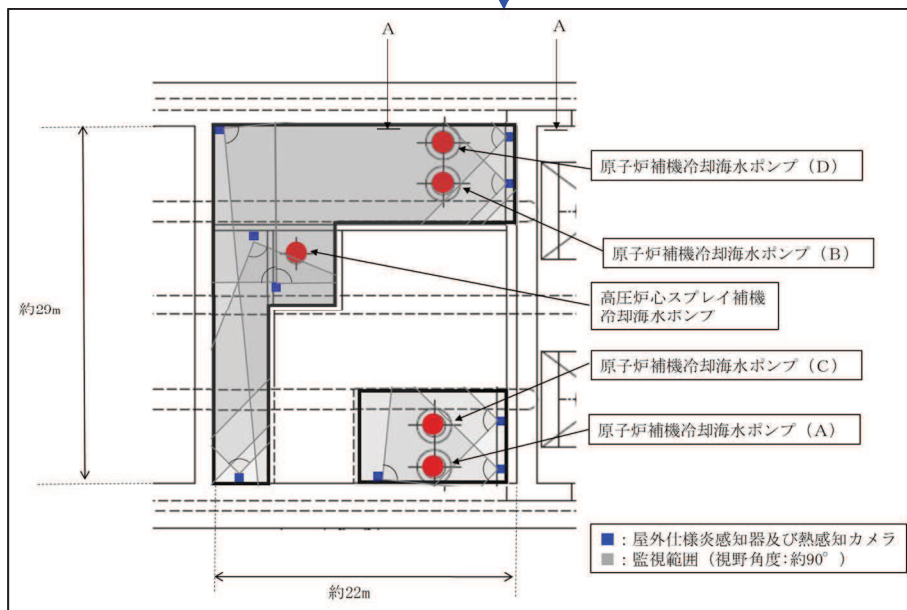 A
A
原子炉補機冷却海水ポンプ（D）
原子炉補機冷却海水ポンプ（B）
高圧炉心スプレイ補機
冷却海水ポンプ
約29m
原子炉補機冷却海水ポンプ（C）
原子炉補機冷却海水ポンプ（A）
：屋外仕様炎感知器及び熱感知カメラ
：監視範囲（視野角度：約90°）
約22m